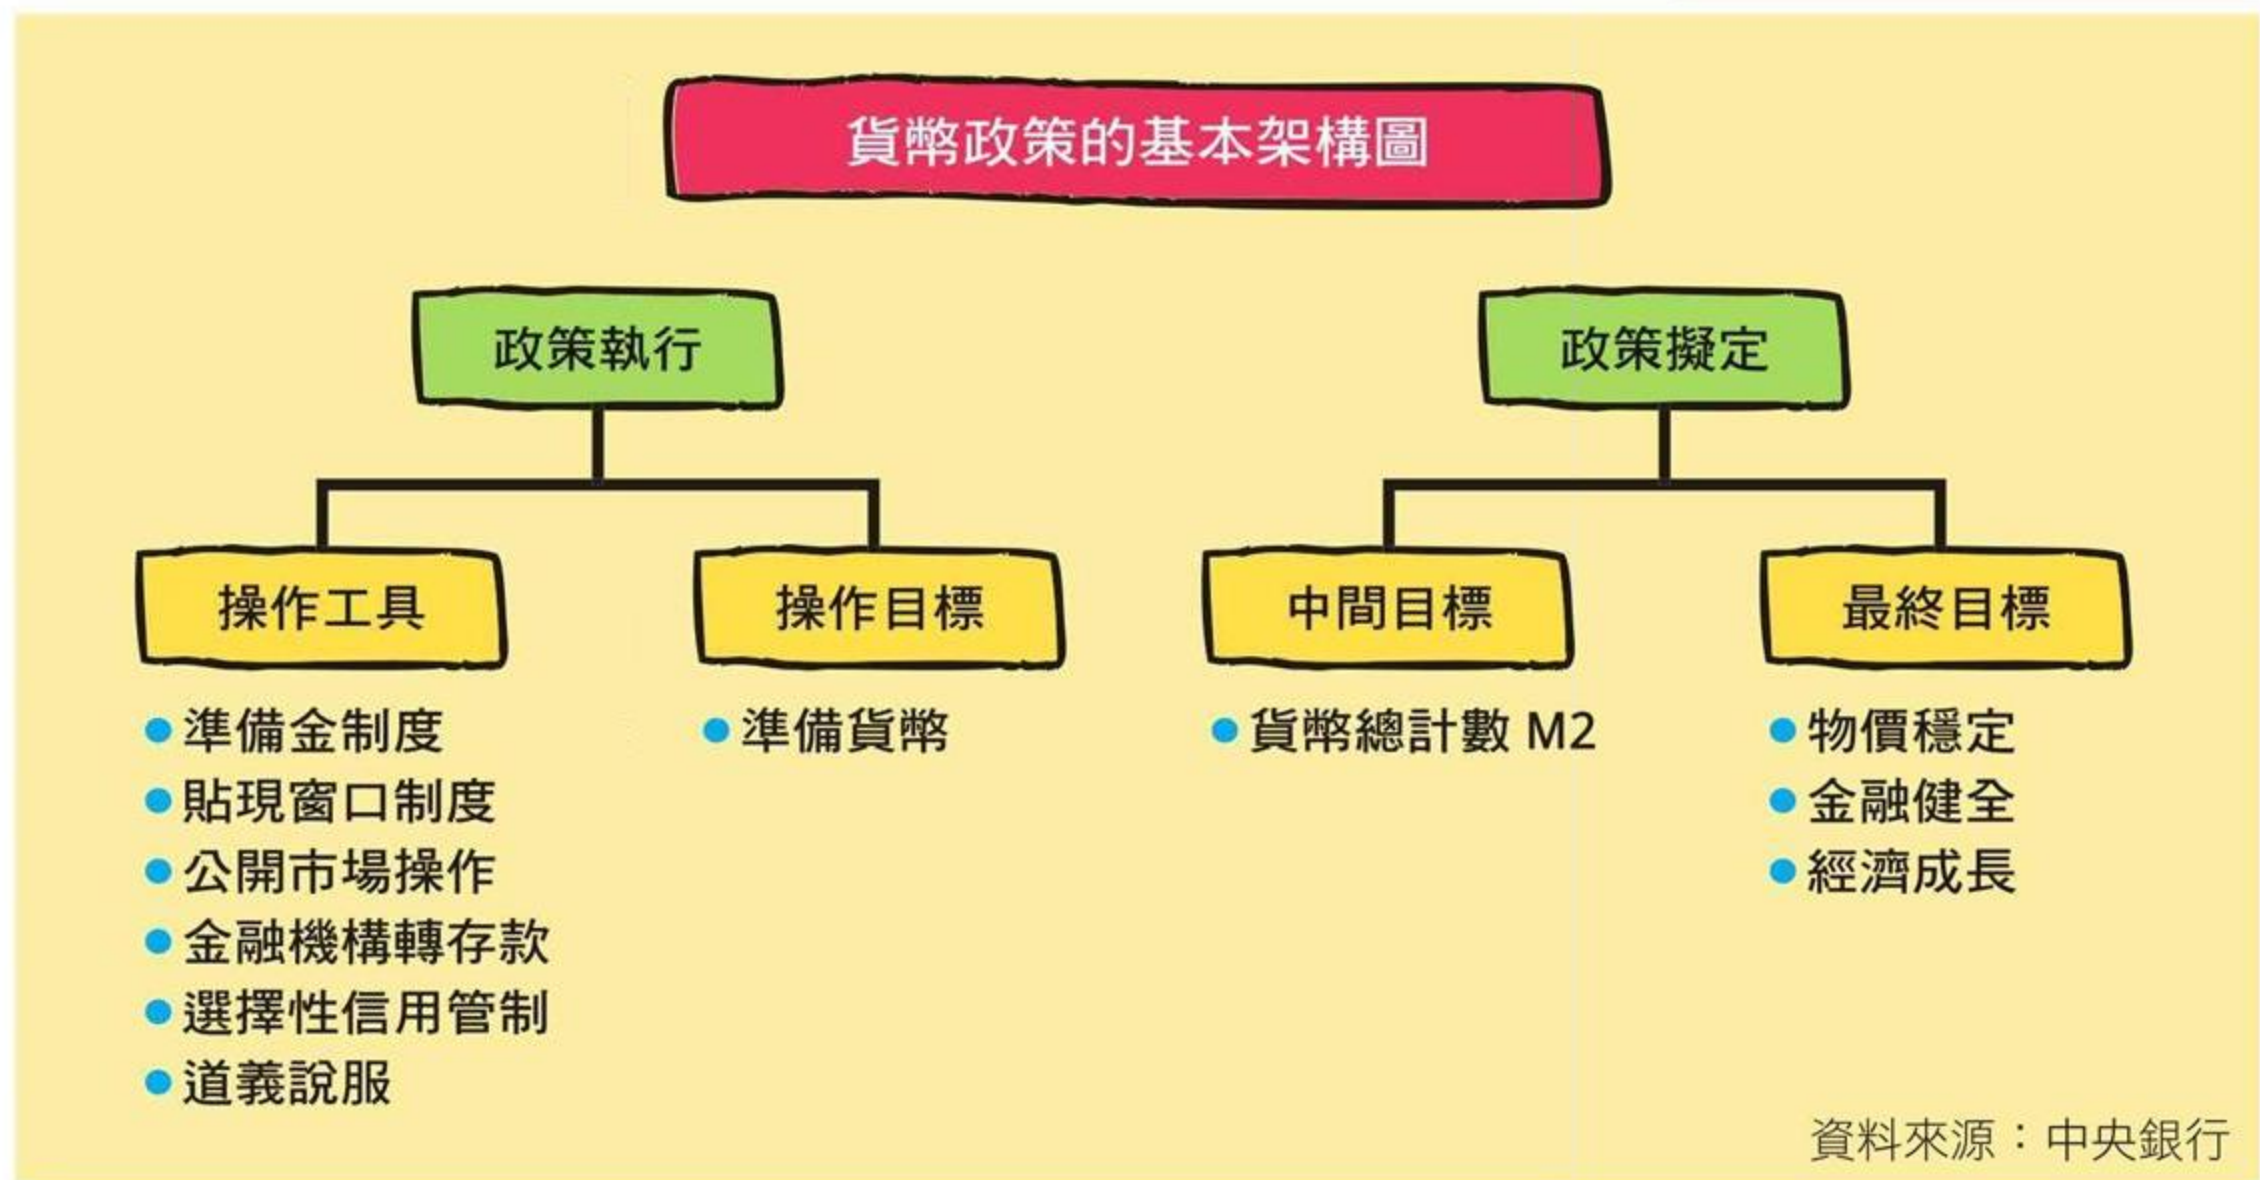 貨幣政策的基本架構圖
政策執行
政策擬定
操作工具
操作目標
中間目標
最終目標
準備金制度
貼現窗口制度
公開市場操作
金融機構轉存款
選擇性信用管制
道義說服
準備貨幣
貨幣總計數 M2
物價穩定
金融健全
經濟成長
資料來源：中央銀行